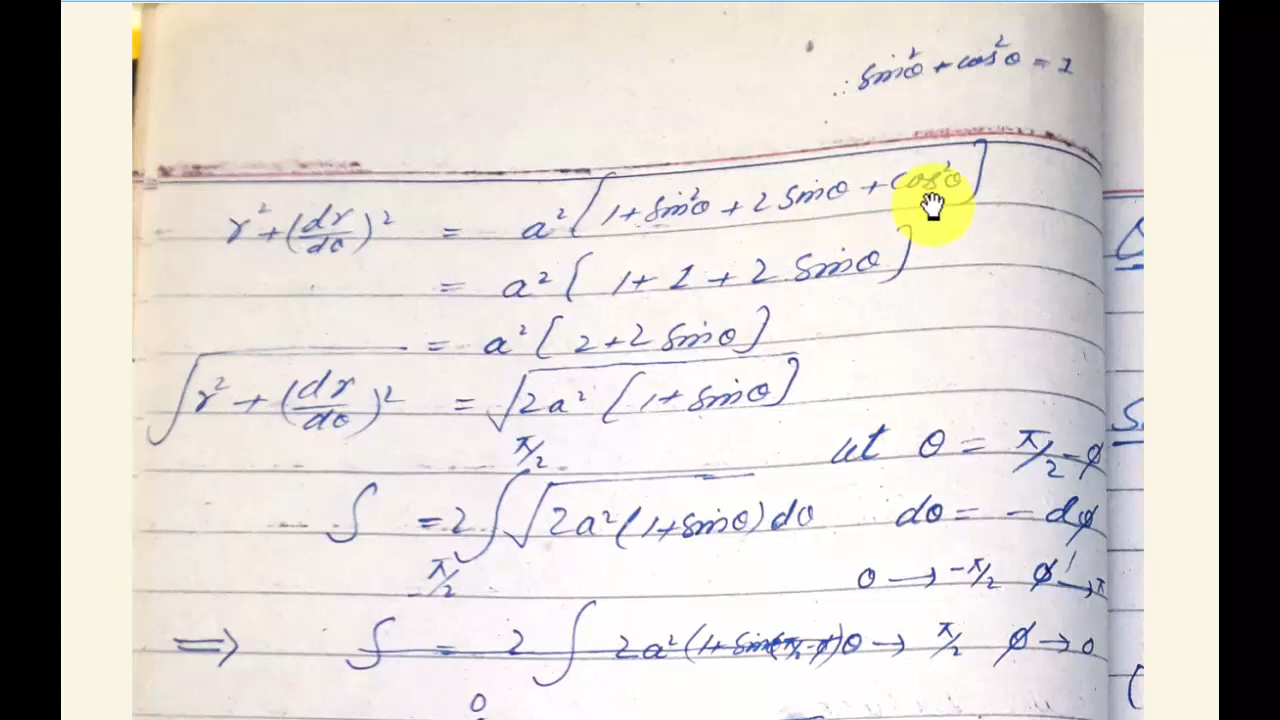 ∴ sin²θ + cos²θ = 1
r² + (dr/dθ)² = a² [1 + sin²θ + 2 sinθ + cos²θ]
= a² [1 + 1 + 2 sinθ]
= a² [2 + 2 sinθ]
√r² + (dr/dθ)² = √2a² [1 + sinθ]
let θ = π/2 - ϕ
S = 2 ∫ π/2 -π/2 √2a² (1 + sinθ) dθ dθ = - dϕ
θ → -π/2 ϕ → π
⇒ S = 2 ∫ 2a² (1 + sin(π/2 - ϕ) θ → π/2 ϕ → 0
0